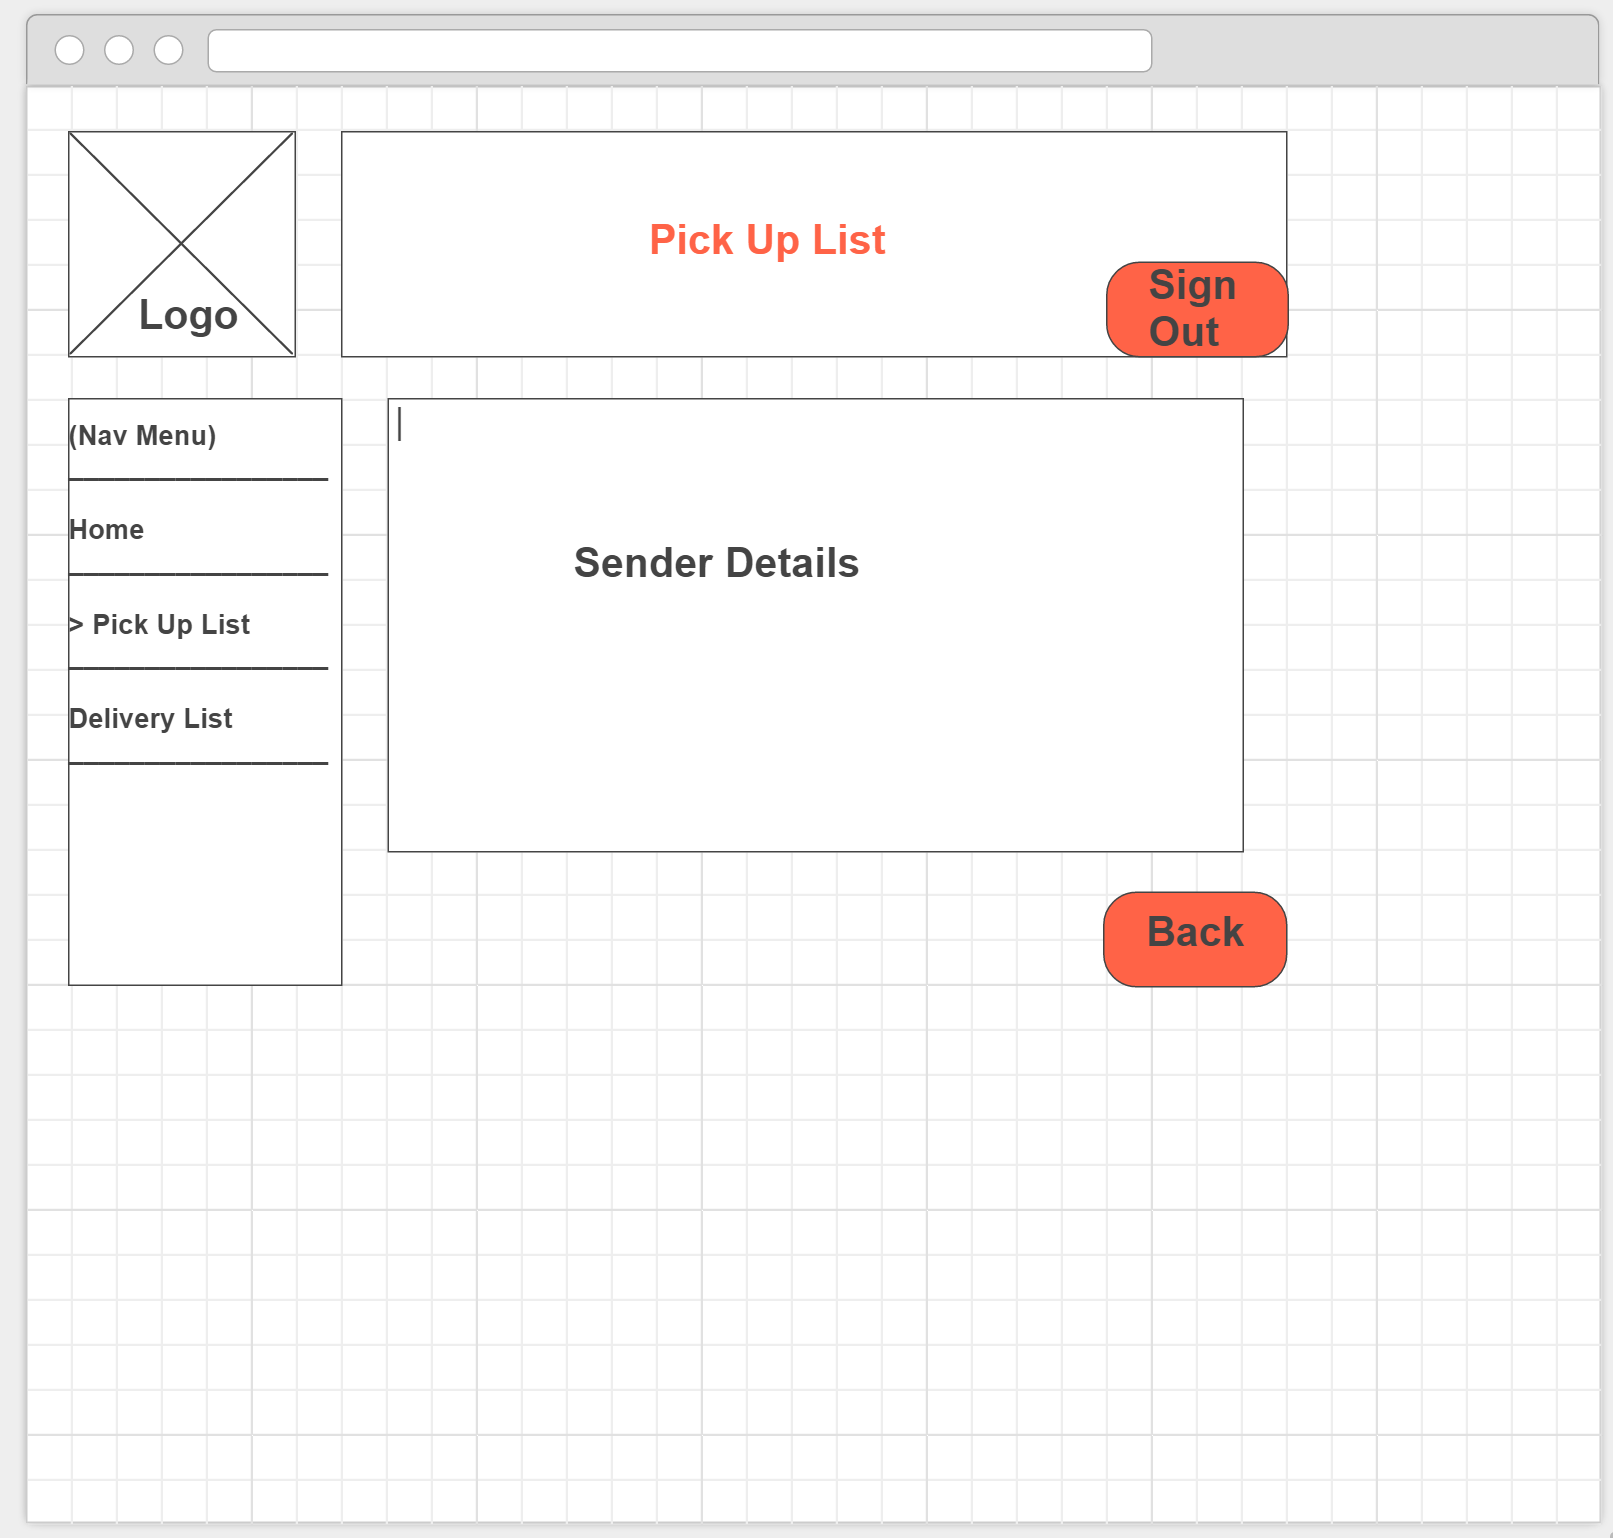 Logo
Pick Up List
Sign
Out
(Nav Menu)
Home
> Pick Up List
Delivery List
Sender Details
Back